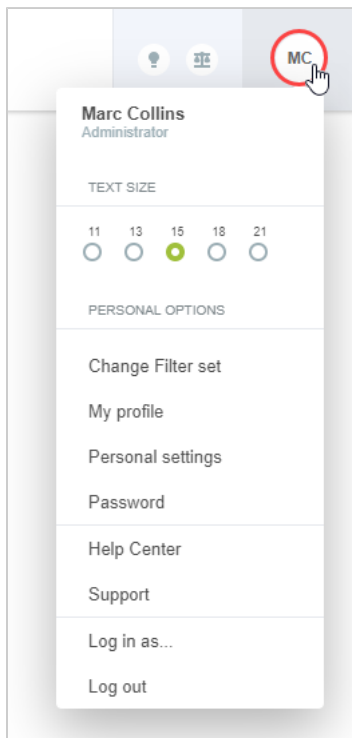 MC
Marc Collins
Administrator
TEXT SIZE
11 13 15 18 21
PERSONAL OPTIONS
Change Filter set
My profile
Personal settings
Password
Help Center
Support
Log in as...
Log out